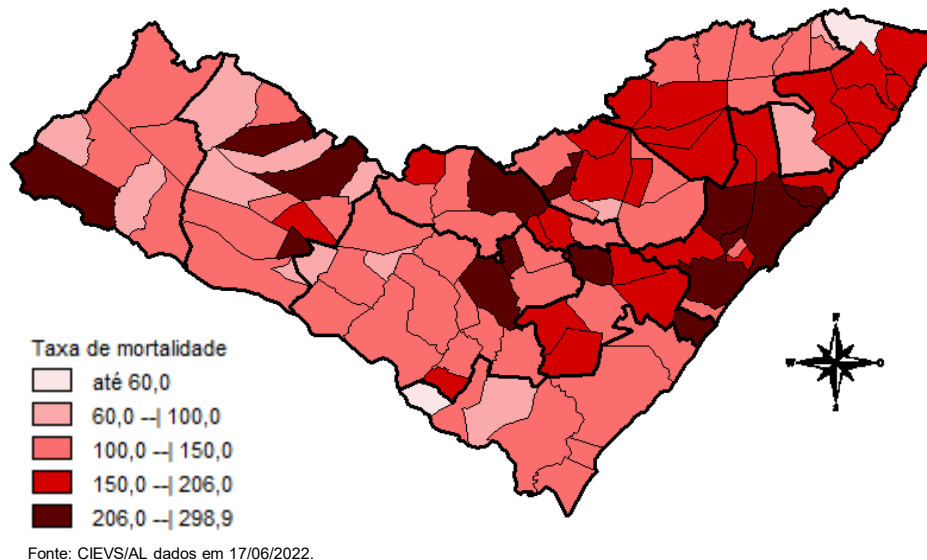 Taxa de mortalidade
até 60,0
60,0 --| 100,0
100,0 --| 150,0
150,0 --| 206,0
206,0 --| 298,9
Fonte: CIEVS/AL dados em 17/06/2022.
W
O
S